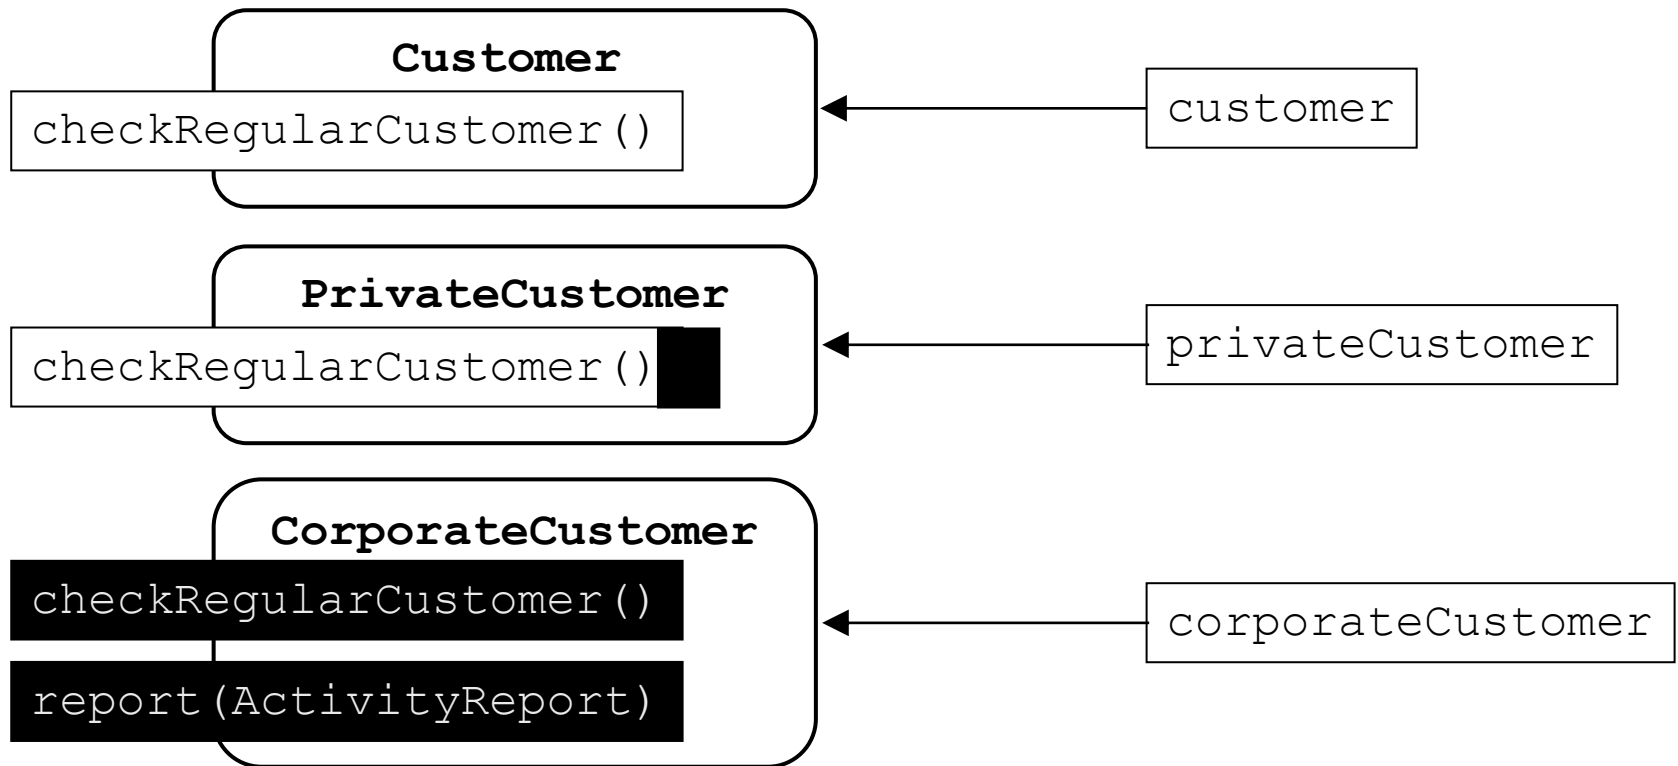 Customer
checkRegularCustomer()
customer
PrivateCustomer
checkRegularCustomer()
privateCustomer
CorporateCustomer
checkRegularCustomer()
report(ActivityReport)
corporateCustomer